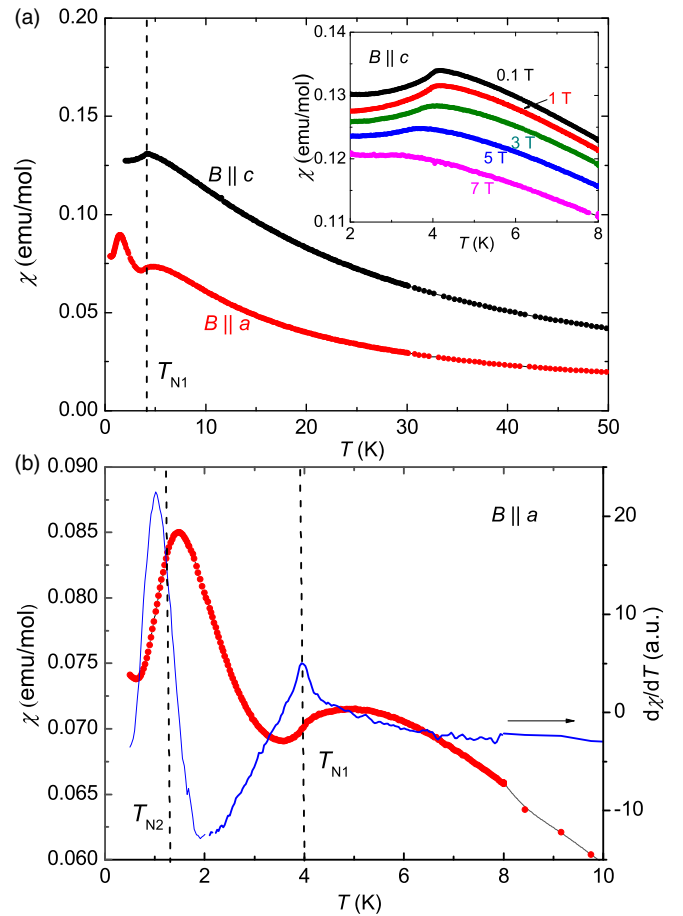 (a)
0.20
0.15
0.10
0.05
0.00
χ (emu/mol)
0 10 20 30 40 50
T (K)
B || c
B || a
T_N1
0.14
0.13
0.12
0.11
χ (emu/mol)
2 4 6 8
T (K)
B || c
0.1 T
1 T
3 T
5 T
7 T
(b)
0.090
0.085
0.080
0.075
0.070
0.065
0.060
χ (emu/mol)
B || a
T_N2
T_N1
20
10
0
-10
dχ/dT (a.u.)
0 2 4 6 8 10
T (K)